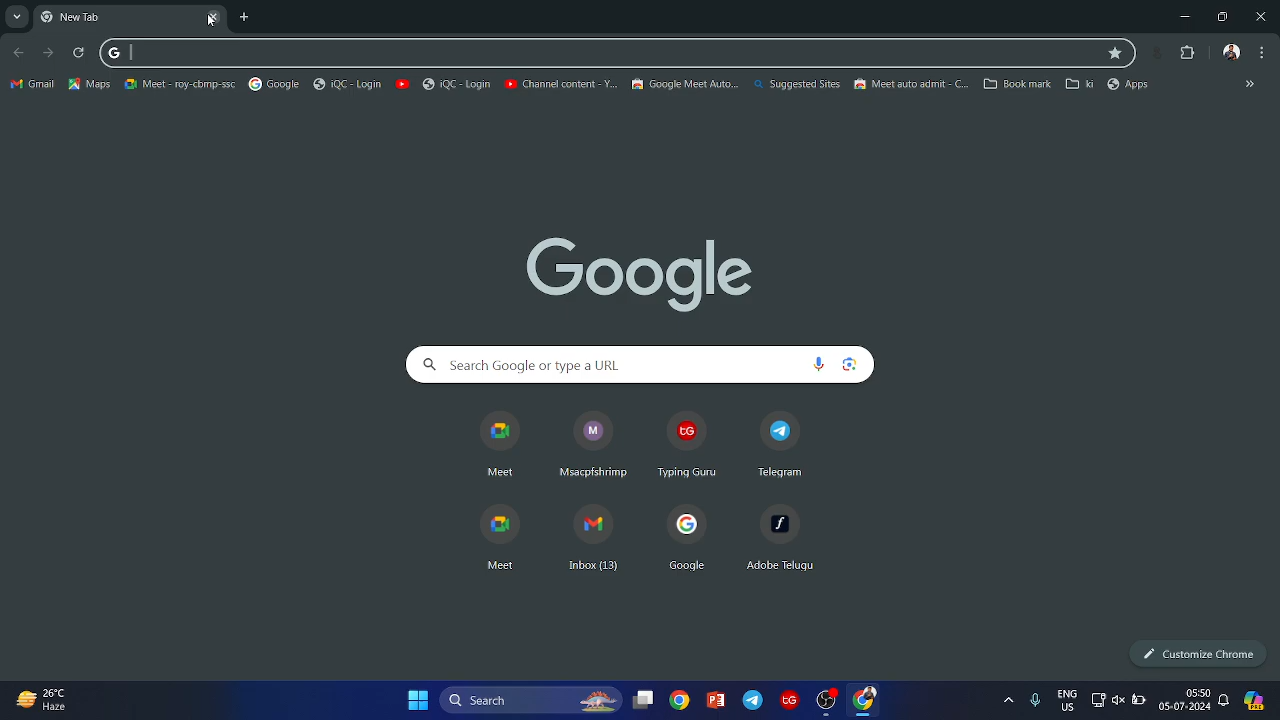 New Tab
Gmail Maps Meet - roy-cbmp-ssc Google iQC - Login iQC - Login Channel content - Y... Google Meet Auto... Suggested Sites Meet auto admit - C... Book mark ki Apps
Google
Search Google or type a URL
M tG
Meet Msacpfshrimp Typing Guru Telegram
Meet Inbox (13) Google Adobe Telugu
Customize Chrome
26°C
Haze
Search
tG
ENG
US
05:50
05-07-2024